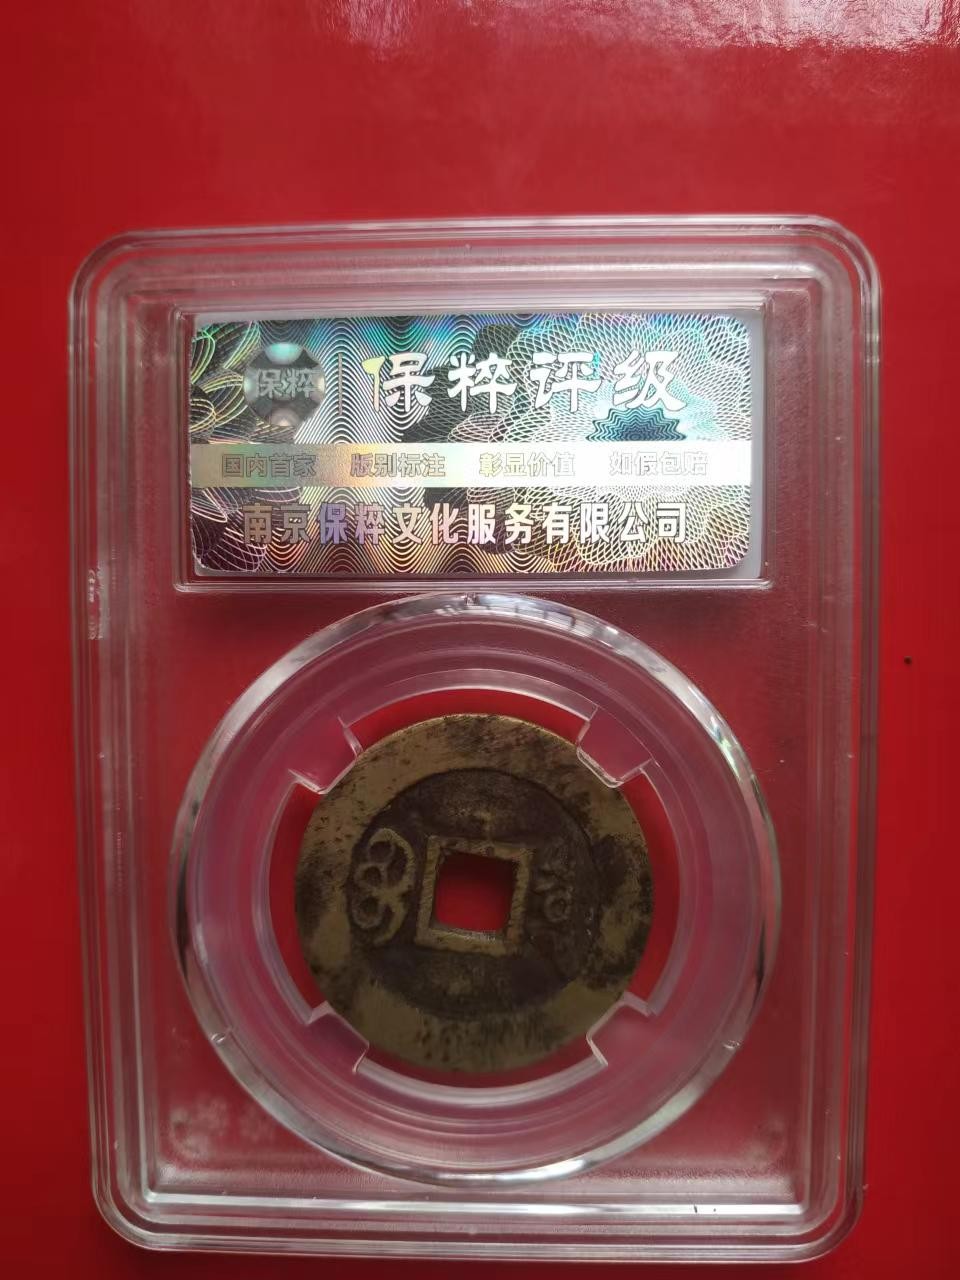 保粹 保粹评级
国内首家 版别标注 彰显价值 如假包赔
南京保粹文化服务有限公司